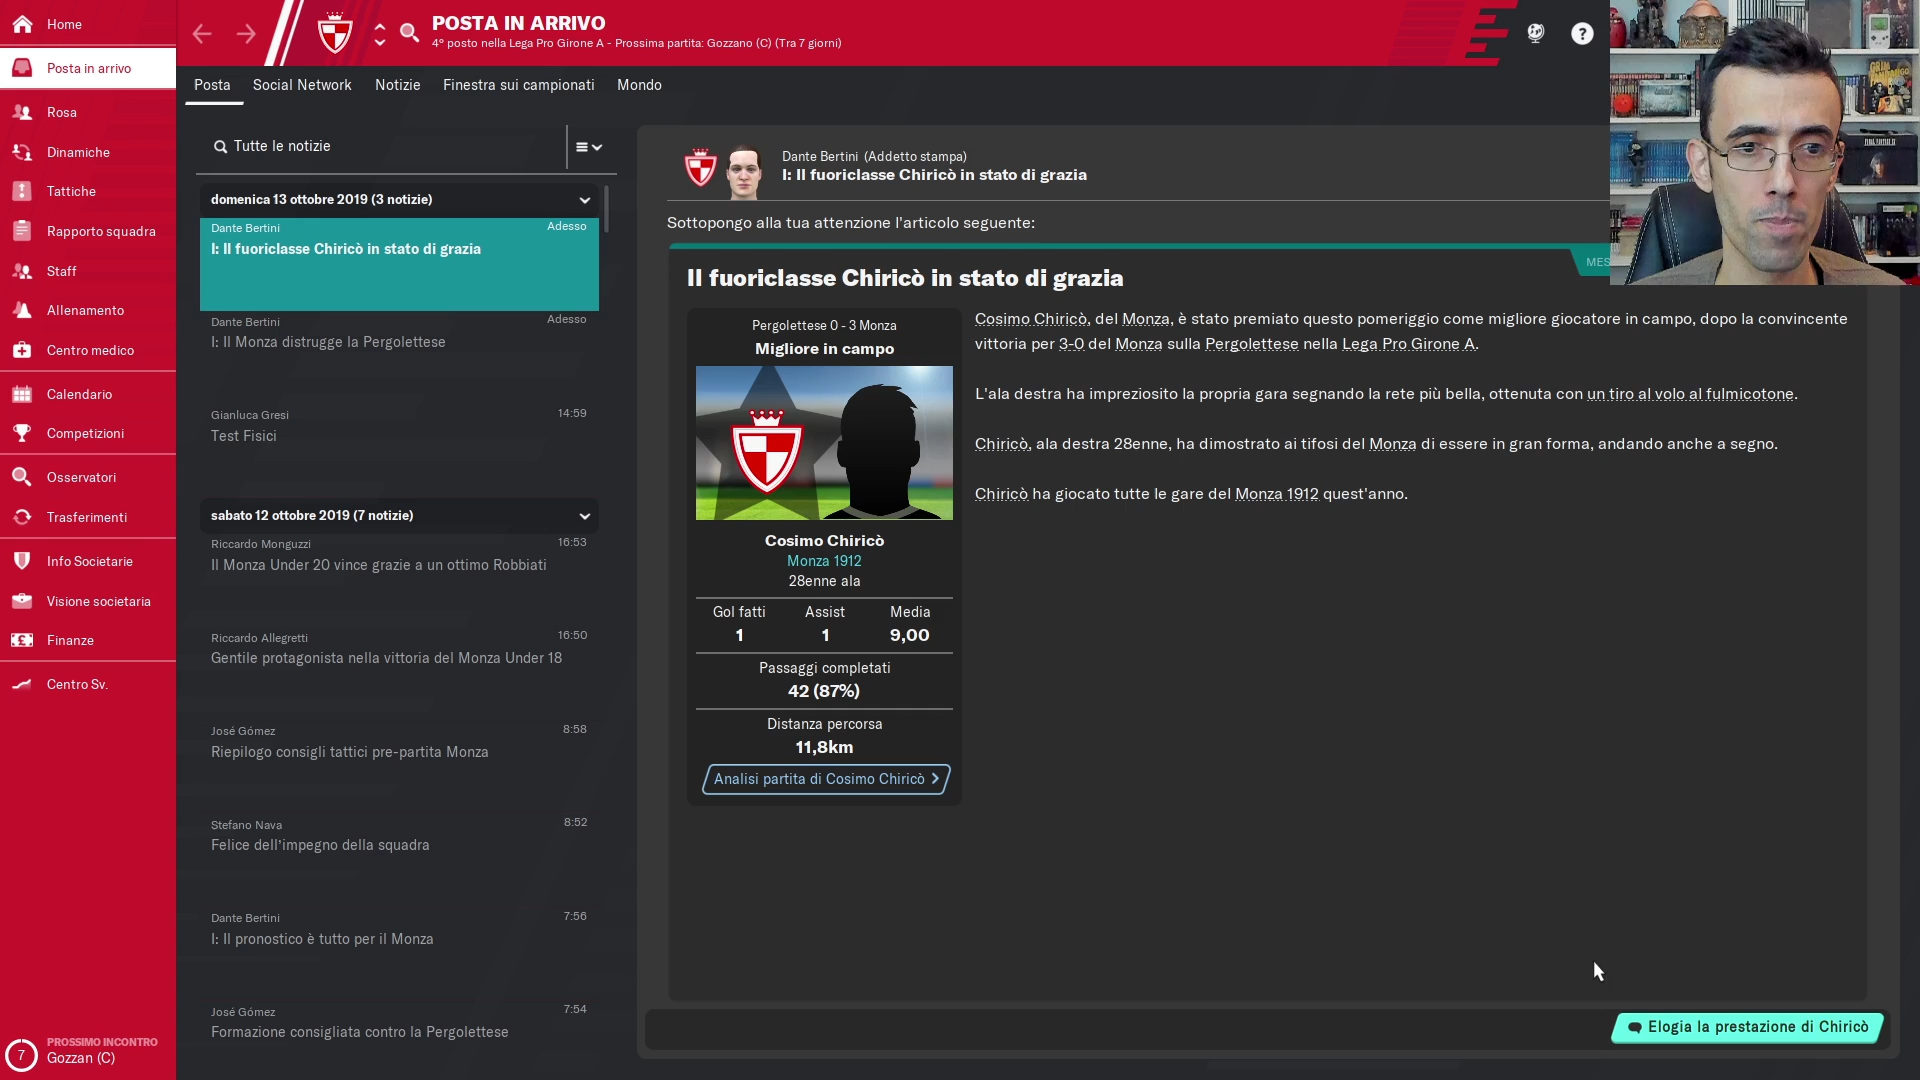 Home
Posta in arrivo
Rosa
Dinamiche
Tattiche
Rapporto squadra
Staff
Allenamento
Centro medico
Calendario
Competizioni
Osservatori
Trasferimenti
Info Societarie
Visione societaria
Finanze
Centro Sv.
7
PROSSIMO INCONTRO
Gozzan (C)
POSTA IN ARRIVO
4° posto nella Lega Pro Girone A - Prossima partita: Gozzano (C) (Tra 7 giorni)
?
Posta Social Network Notizie Finestra sui campionati Mondo
Tutte le notizie
domenica 13 ottobre 2019 (3 notizie)
Dante Bertini Adesso
I: Il fuoriclasse Chiricò in stato di grazia
Dante Bertini Adesso
I: Il Monza distrugge la Pergolettese
Gianluca Gresi 14:59
Test Fisici
sabato 12 ottobre 2019 (7 notizie)
Riccardo Monguzzi 16:53
Il Monza Under 20 vince grazie a un ottimo Robbiati
Riccardo Allegretti 16:50
Gentile protagonista nella vittoria del Monza Under 18
José Gómez 8:58
Riepilogo consigli tattici pre-partita Monza
Stefano Nava 8:52
Felice dell'impegno della squadra
Dante Bertini 7:56
I: Il pronostico è tutto per il Monza
José Gómez 7:54
Formazione consigliata contro la Pergolettese
Dante Bertini (Addetto stampa)
I: Il fuoriclasse Chiricò in stato di grazia
Sottopongo alla tua attenzione l'articolo seguente:
MES
Il fuoriclasse Chiricò in stato di grazia
Pergolettese 0 - 3 Monza
Migliore in campo
Cosimo Chiricò
Monza 1912
28enne ala
Gol fatti Assist Media
1 1 9,00
Passaggi completati
42 (87%)
Distanza percorsa
11,8km
Analisi partita di Cosimo Chiricò
Cosimo Chiricò, del Monza, è stato premiato questo pomeriggio come migliore giocatore in campo, dopo la convincente
vittoria per 3-0 del Monza sulla Pergolettese nella Lega Pro Girone A.
L'ala destra ha impreziosito la propria gara segnando la rete più bella, ottenuta con un tiro al volo al fulmicotone.
Chiricò, ala destra 28enne, ha dimostrato ai tifosi del Monza di essere in gran forma, andando anche a segno.
Chiricò ha giocato tutte le gare del Monza 1912 quest'anno.
Elogia la prestazione di Chiricò